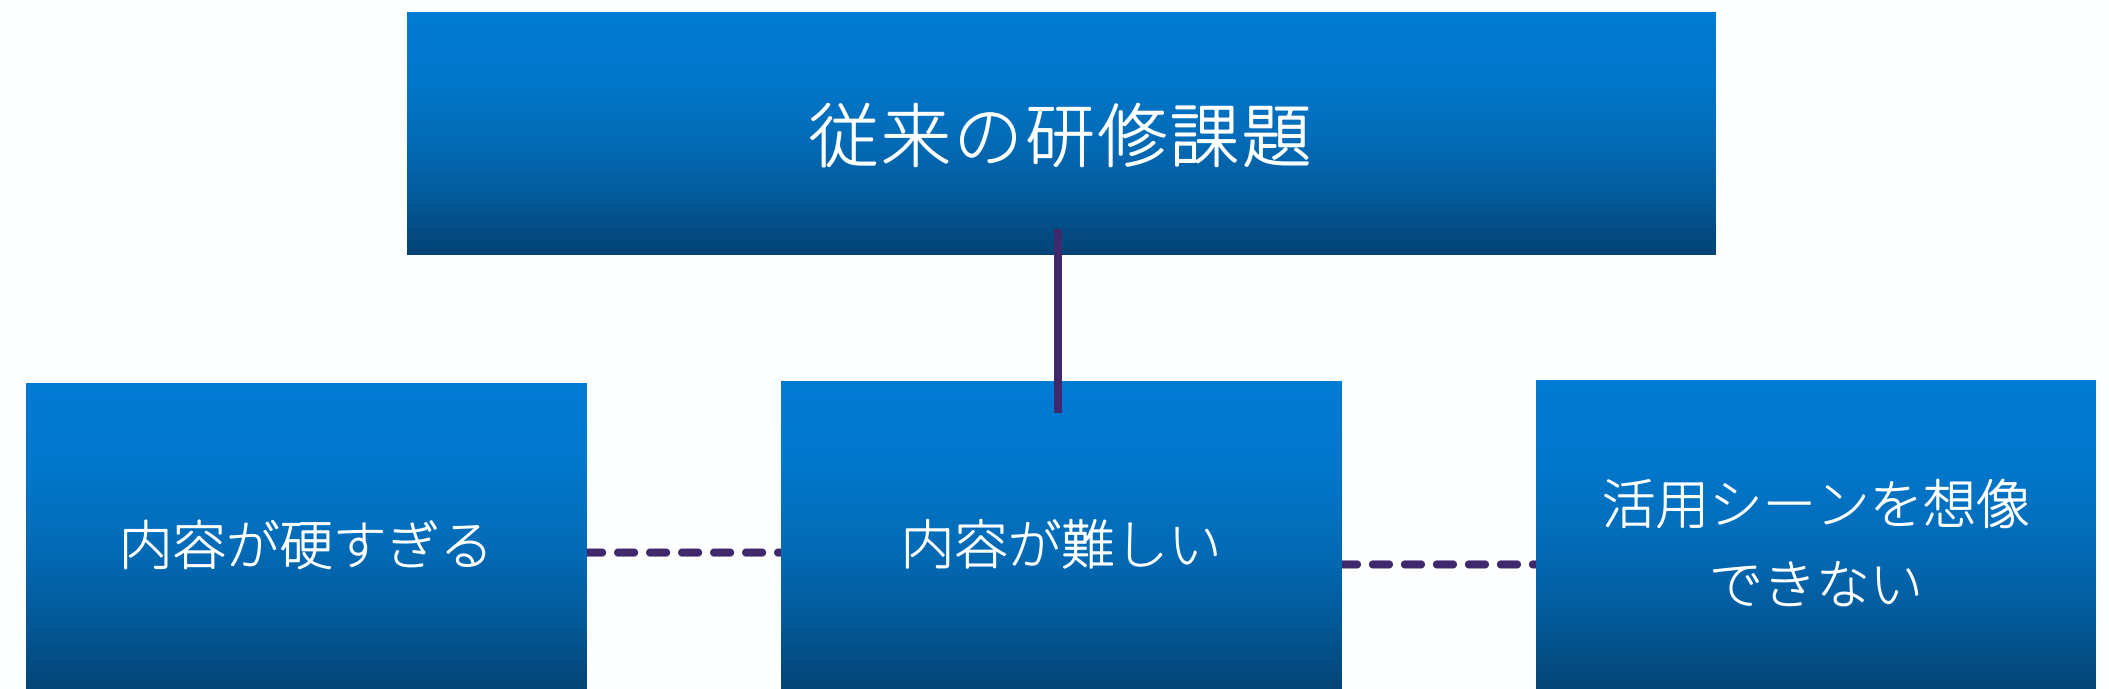 従来の研修課題
内容が硬すぎる
内容が難しい
活用シーンを想像
できない